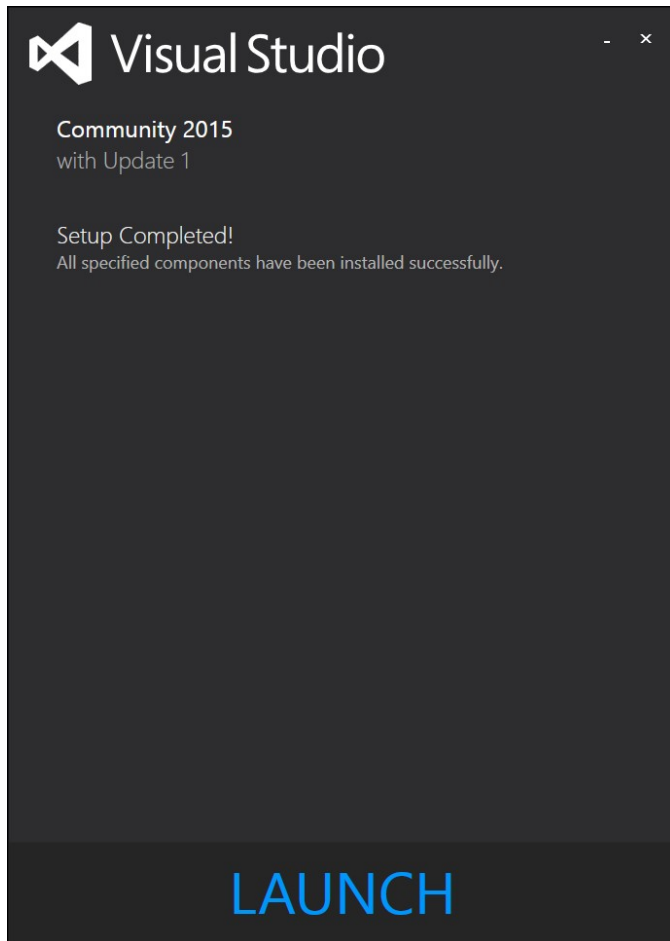 Visual Studio
Community 2015
with Update 1
Setup Completed!
All specified components have been installed successfully.
LAUNCH